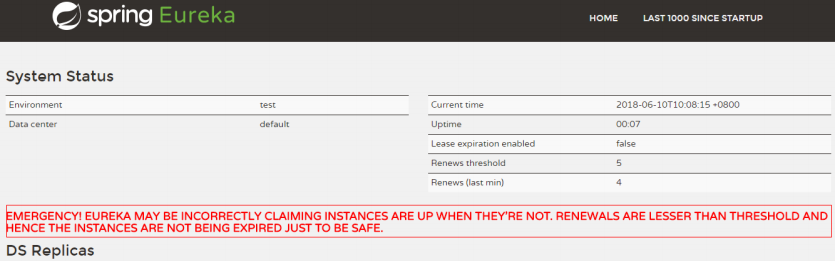 spring Eureka
HOME LAST 1000 SINCE STARTUP
System Status
Environment test
Data center default
Current time 2018-06-10T10:08:15 +0800
Uptime 00:07
Lease expiration enabled false
Renews threshold 5
Renews (last min) 4
EMERGENCY! EUREKA MAY BE INCORRECTLY CLAIMING INSTANCES ARE UP WHEN THEY'RE NOT. RENEWALS ARE LESSER THAN THRESHOLD AND
HENCE THE INSTANCES ARE NOT BEING EXPIRED JUST TO BE SAFE.
DS Replicas